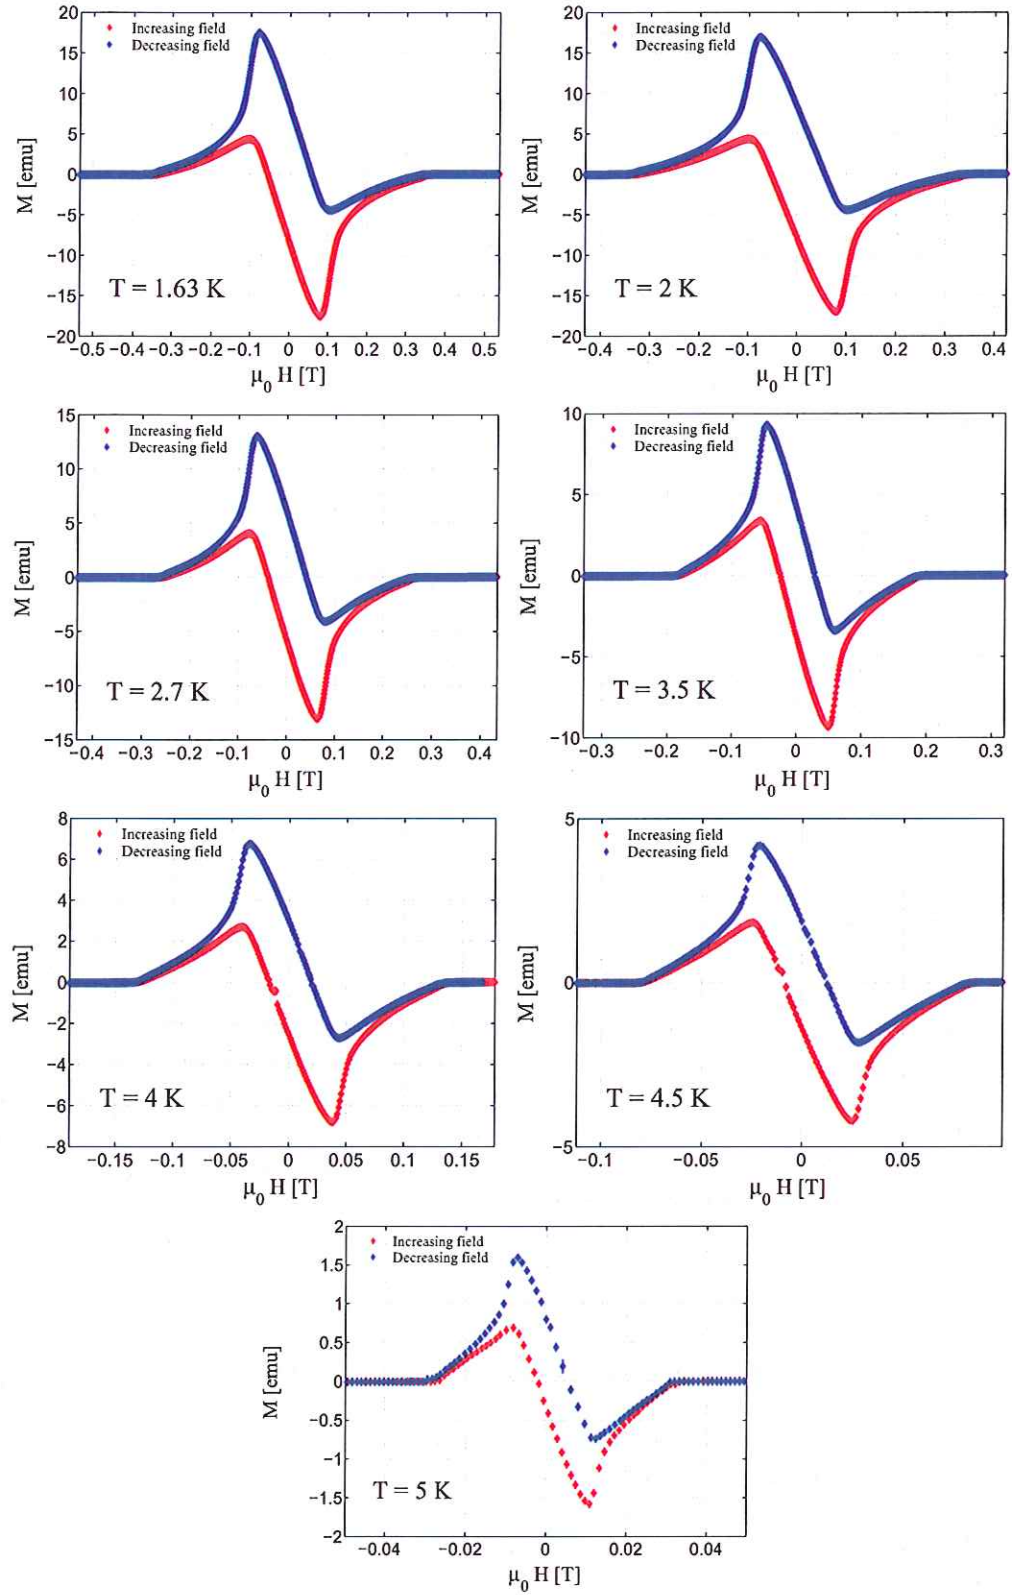 20
15
10
5
0
−5
−10
−15
−20
M [emu]
Increasing field
Decreasing field
T = 1.63 K
−0.5 −0.4 −0.3 −0.2 −0.1 0 0.1 0.2 0.3 0.4 0.5
μ0 H [T]
20
15
10
5
0
−5
−10
−15
−20
M [emu]
Increasing field
Decreasing field
T = 2 K
−0.4 −0.3 −0.2 −0.1 0 0.1 0.2 0.3 0.4
μ0 H [T]
15
10
5
0
−5
−10
−15
M [emu]
Increasing field
Decreasing field
T = 2.7 K
−0.4 −0.3 −0.2 −0.1 0 0.1 0.2 0.3 0.4
μ0 H [T]
10
5
0
−5
−10
M [emu]
Increasing field
Decreasing field
T = 3.5 K
−0.3 −0.2 −0.1 0 0.1 0.2 0.3
μ0 H [T]
8
6
4
2
0
−2
−4
−6
−8
M [emu]
Increasing field
Decreasing field
T = 4 K
−0.15 −0.1 −0.05 0 0.05 0.1 0.15
μ0 H [T]
5
0
−5
M [emu]
Increasing field
Decreasing field
T = 4.5 K
−0.1 −0.05 0 0.05
μ0 H [T]
2
1.5
1
0.5
0
−0.5
−1
−1.5
−2
M [emu]
Increasing field
Decreasing field
T = 5 K
−0.04 −0.02 0 0.02 0.04
μ0 H [T]